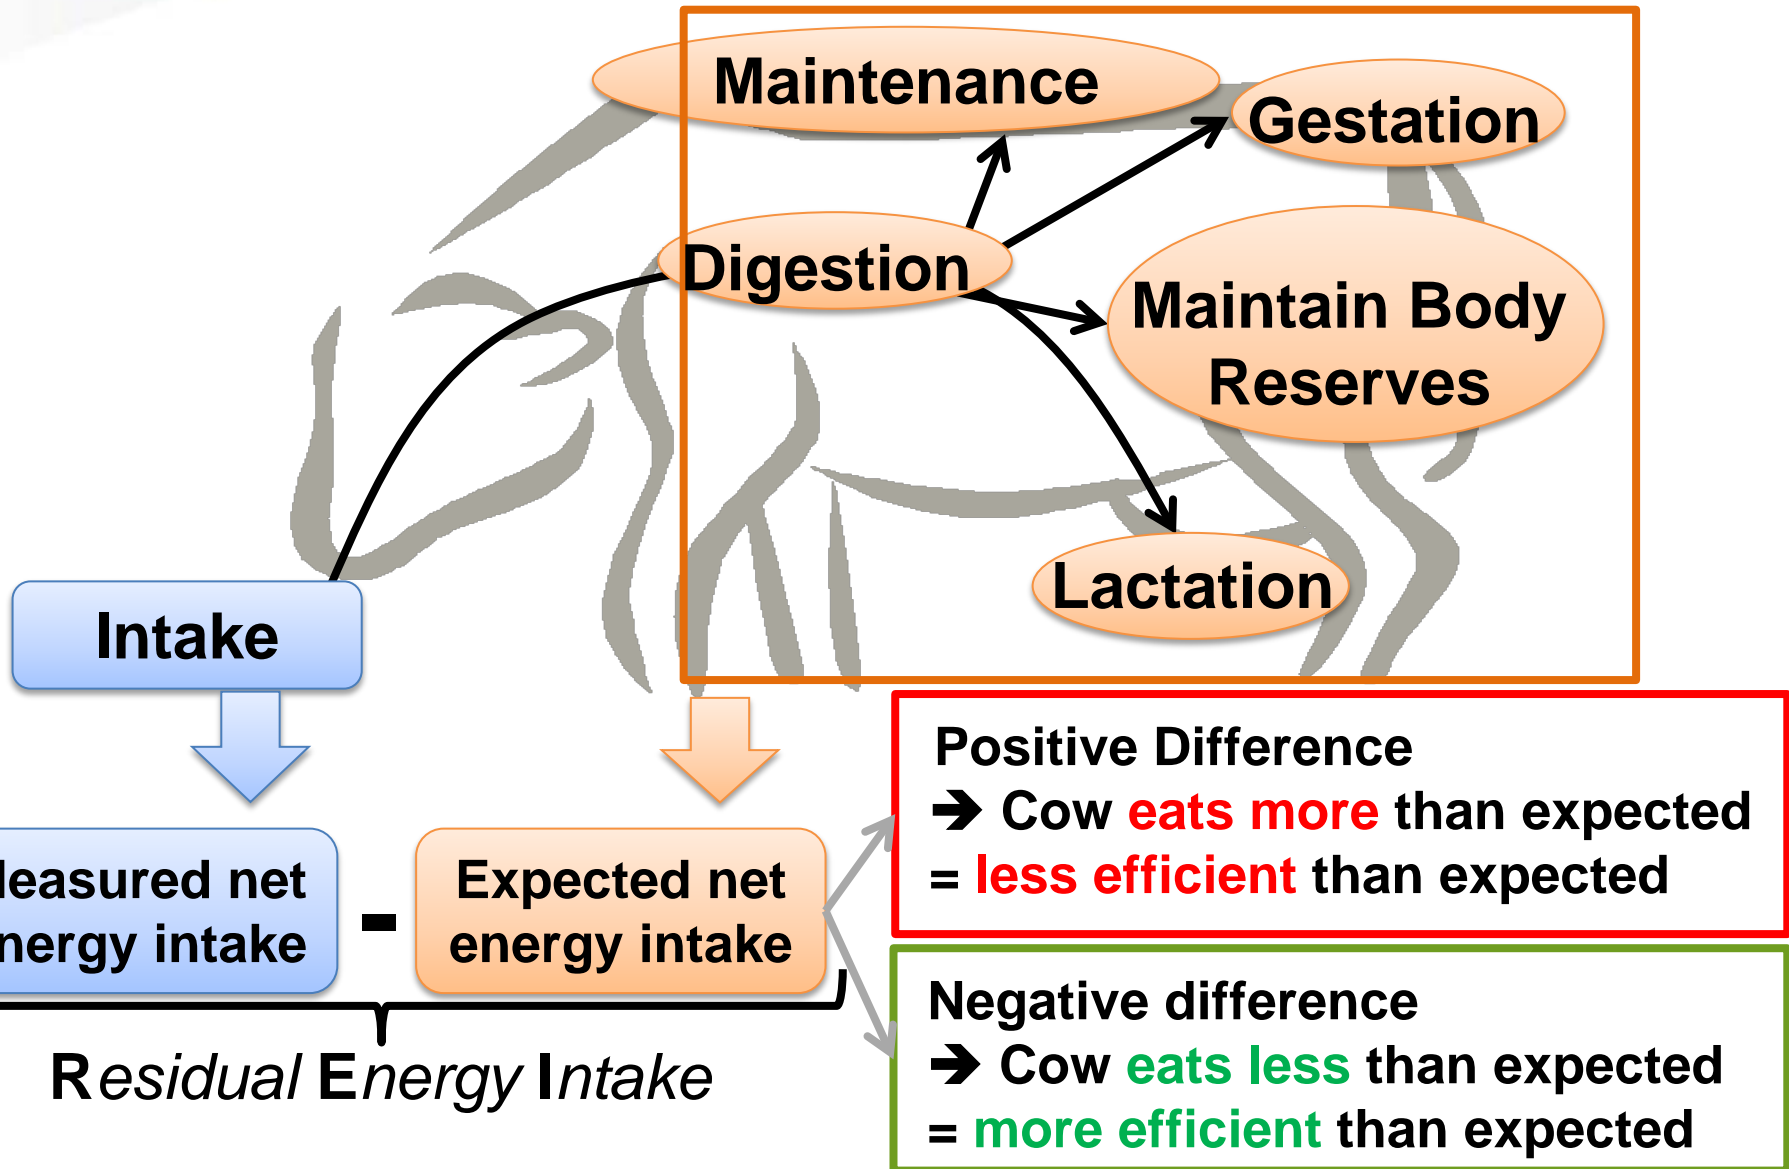 Maintenance
Gestation
Digestion
Maintain Body
Reserves
Lactation
Intake
easured net
nergy intake
-
Expected net
energy intake
Residual Energy Intake
Positive Difference
➔ Cow eats more than expected
= less efficient than expected
Negative difference
➔ Cow eats less than expected
= more efficient than expected